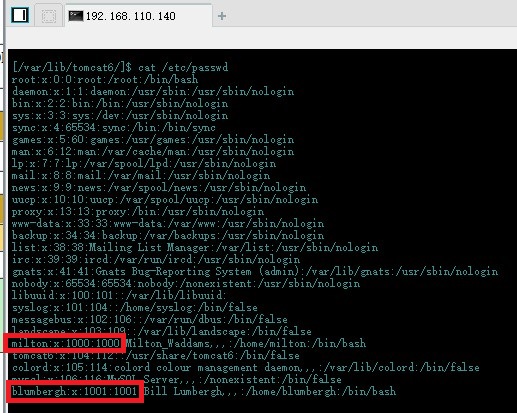 192.168.110.140
[/var/lib/tomcat6/]$ cat /etc/passwd
root:x:0:0:root:/root:/bin/bash
daemon:x:1:1:daemon:/usr/sbin:/usr/sbin/nologin
bin:x:2:2:bin:/bin:/usr/sbin/nologin
sys:x:3:3:sys:/dev:/usr/sbin/nologin
sync:x:4:65534:sync:/bin:/bin/sync
games:x:5:60:games:/usr/games:/usr/sbin/nologin
man:x:6:12:man:/var/cache/man:/usr/sbin/nologin
lp:x:7:7:lp:/var/spool/lpd:/usr/sbin/nologin
mail:x:8:8:mail:/var/mail:/usr/sbin/nologin
news:x:9:9:news:/var/spool/news:/usr/sbin/nologin
uucp:x:10:10:uucp:/var/spool/uucp:/usr/sbin/nologin
proxy:x:13:13:proxy:/bin:/usr/sbin/nologin
www-data:x:33:33:www-data:/var/www:/usr/sbin/nologin
backup:x:34:34:backup:/var/backups:/usr/sbin/nologin
list:x:38:38:Mailing List Manager:/var/list:/usr/sbin/nologin
irc:x:39:39:ircd:/var/run/ircd:/usr/sbin/nologin
gnats:x:41:41:Gnats Bug-Reporting System (admin):/var/lib/gnats:/usr/sbin/nologin
nobody:x:65534:65534:nobody:/nonexistent:/usr/sbin/nologin
libuuid:x:100:101::/var/lib/libuuid:
syslog:x:101:104::/home/syslog:/bin/false
messagebus:x:102:106::/var/run/dbus:/bin/false
landscape:x:103:109::/var/lib/landscape:/bin/false
milton:x:1000:1000:Milton_Waddams,,,:/home/milton:/bin/bash
tomcat6:x:104:112::/usr/share/tomcat6:/bin/false
colord:x:105:114:colord colour management daemon,,,:/var/lib/colord:/bin/false
mysql:x:106:116:MySQL Server,,,:/nonexistent:/bin/false
blumbergh:x:1001:1001:Bill Lumbergh,,,:/home/blumbergh:/bin/bash